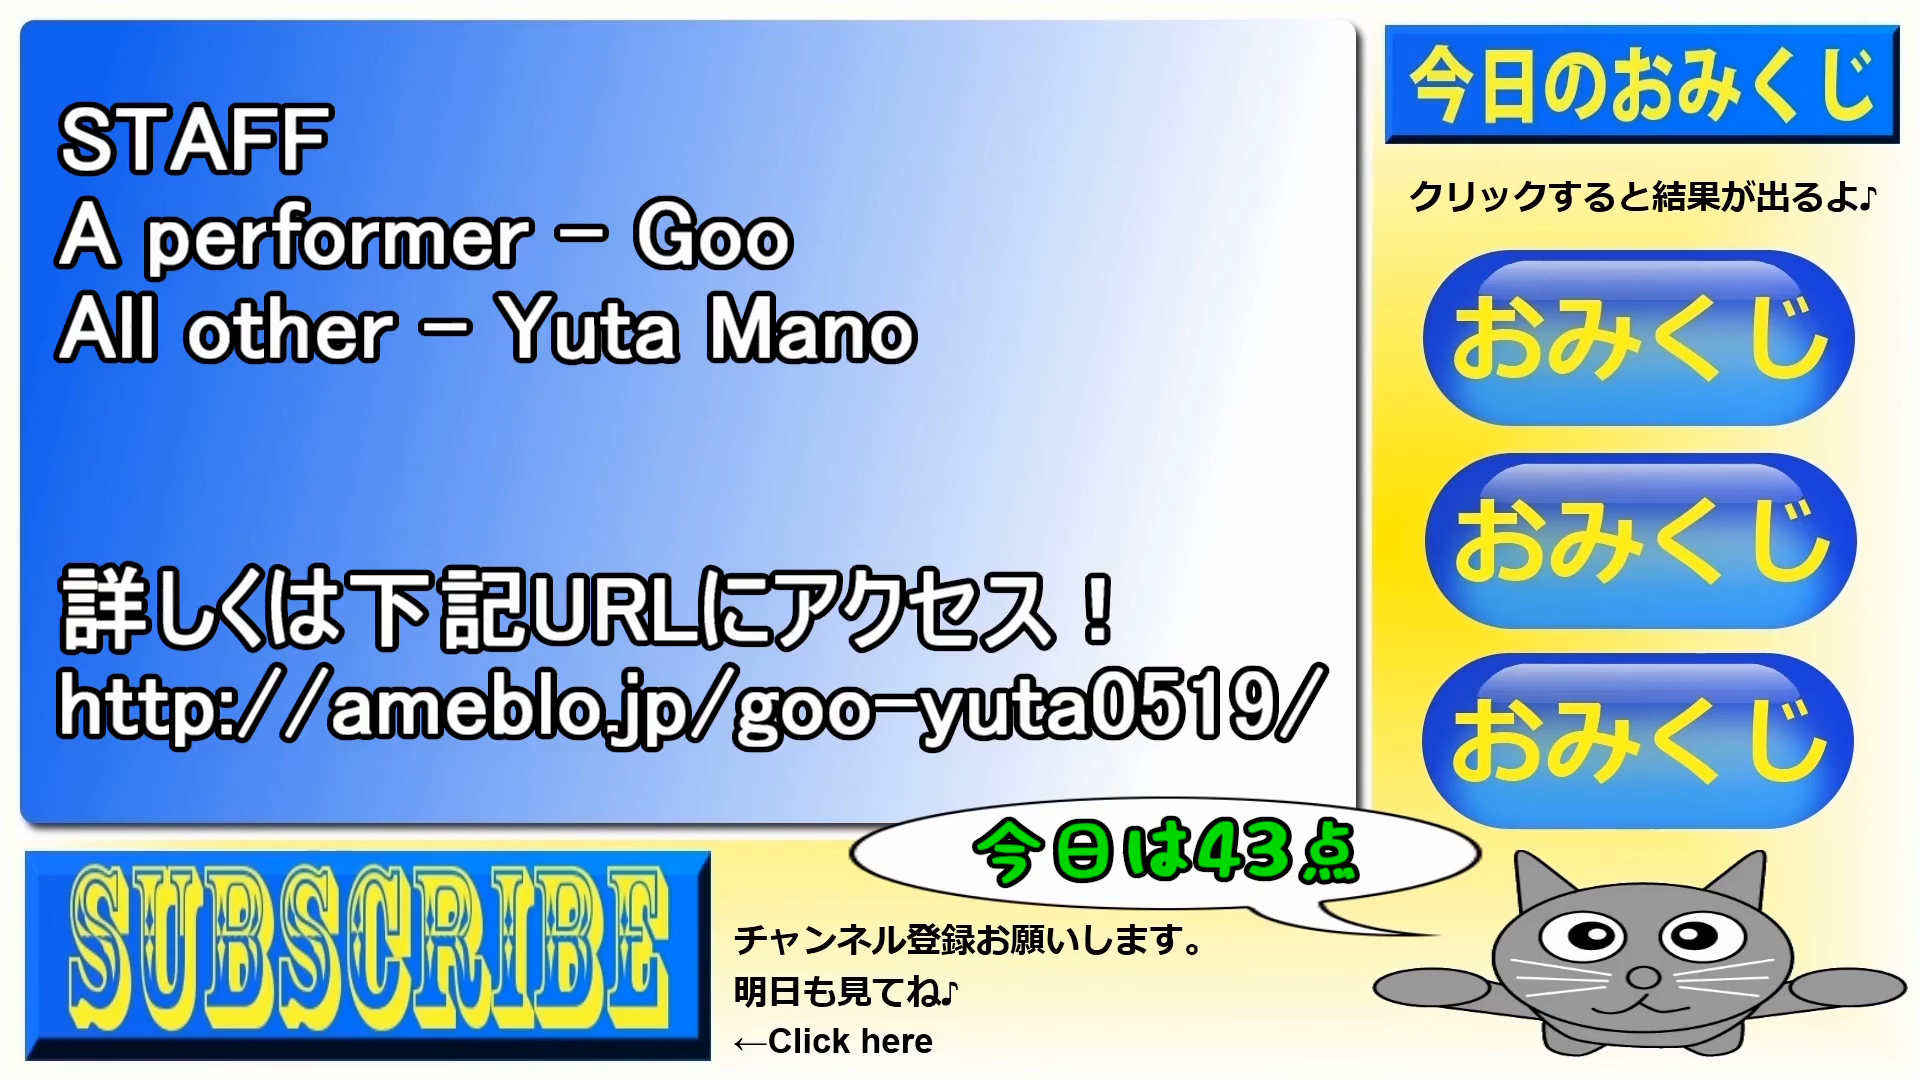 STAFF
A performer - Goo
All other - Yuta Mano
詳しくは下記URLにアクセス！
http://ameblo.jp/goo-yuta0519/
今日のおみくじ
クリックすると結果が出るよ♪
おみくじ
おみくじ
おみくじ
今日は43点
SUBSCRIBE
チャンネル登録お願いします。
明日も見てね♪
←Click here